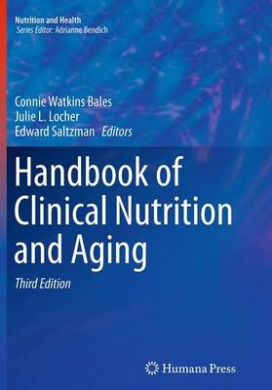 Nutrition and Health
Series Editor: Adrianne Bendich
Connie Watkins Bales
Julie L. Locher
Edward Saltzman Editors
Handbook of
Clinical Nutrition
and Aging
Third Edition
Humana Press